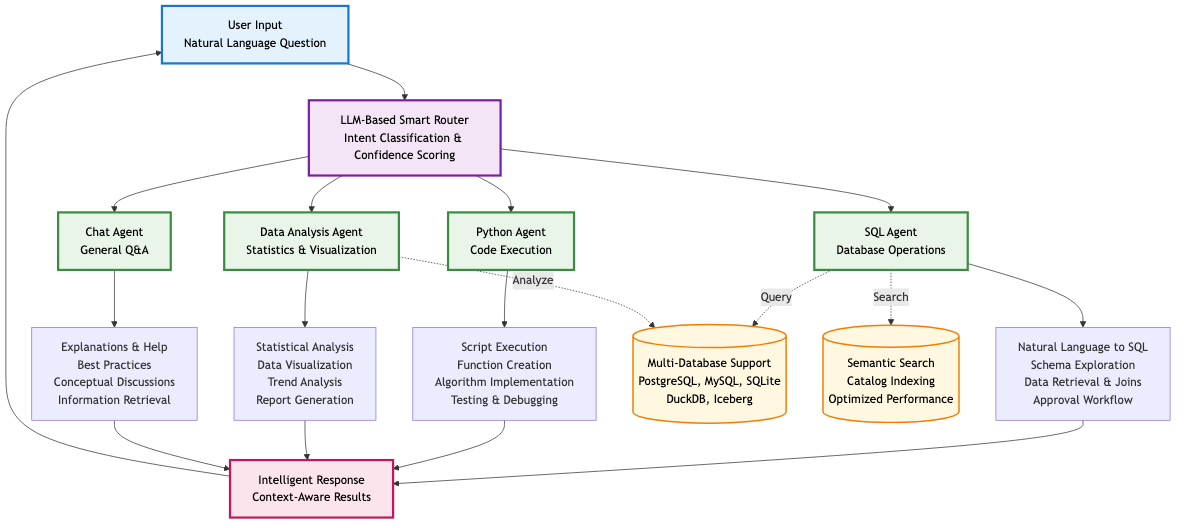 User Input
Natural Language Question
LLM-Based Smart Router
Intent Classification &
Confidence Scoring
Chat Agent
General Q&A
Data Analysis Agent
Statistics & Visualization
Python Agent
Code Execution
SQL Agent
Database Operations
Analyze
Query
Search
Explanations & Help
Best Practices
Conceptual Discussions
Information Retrieval
Statistical Analysis
Data Visualization
Trend Analysis
Report Generation
Script Execution
Function Creation
Algorithm Implementation
Testing & Debugging
Multi-Database Support
PostgreSQL, MySQL, SQLite
DuckDB, Iceberg
Semantic Search
Catalog Indexing
Optimized Performance
Natural Language to SQL
Schema Exploration
Data Retrieval & Joins
Approval Workflow
Intelligent Response
Context-Aware Results